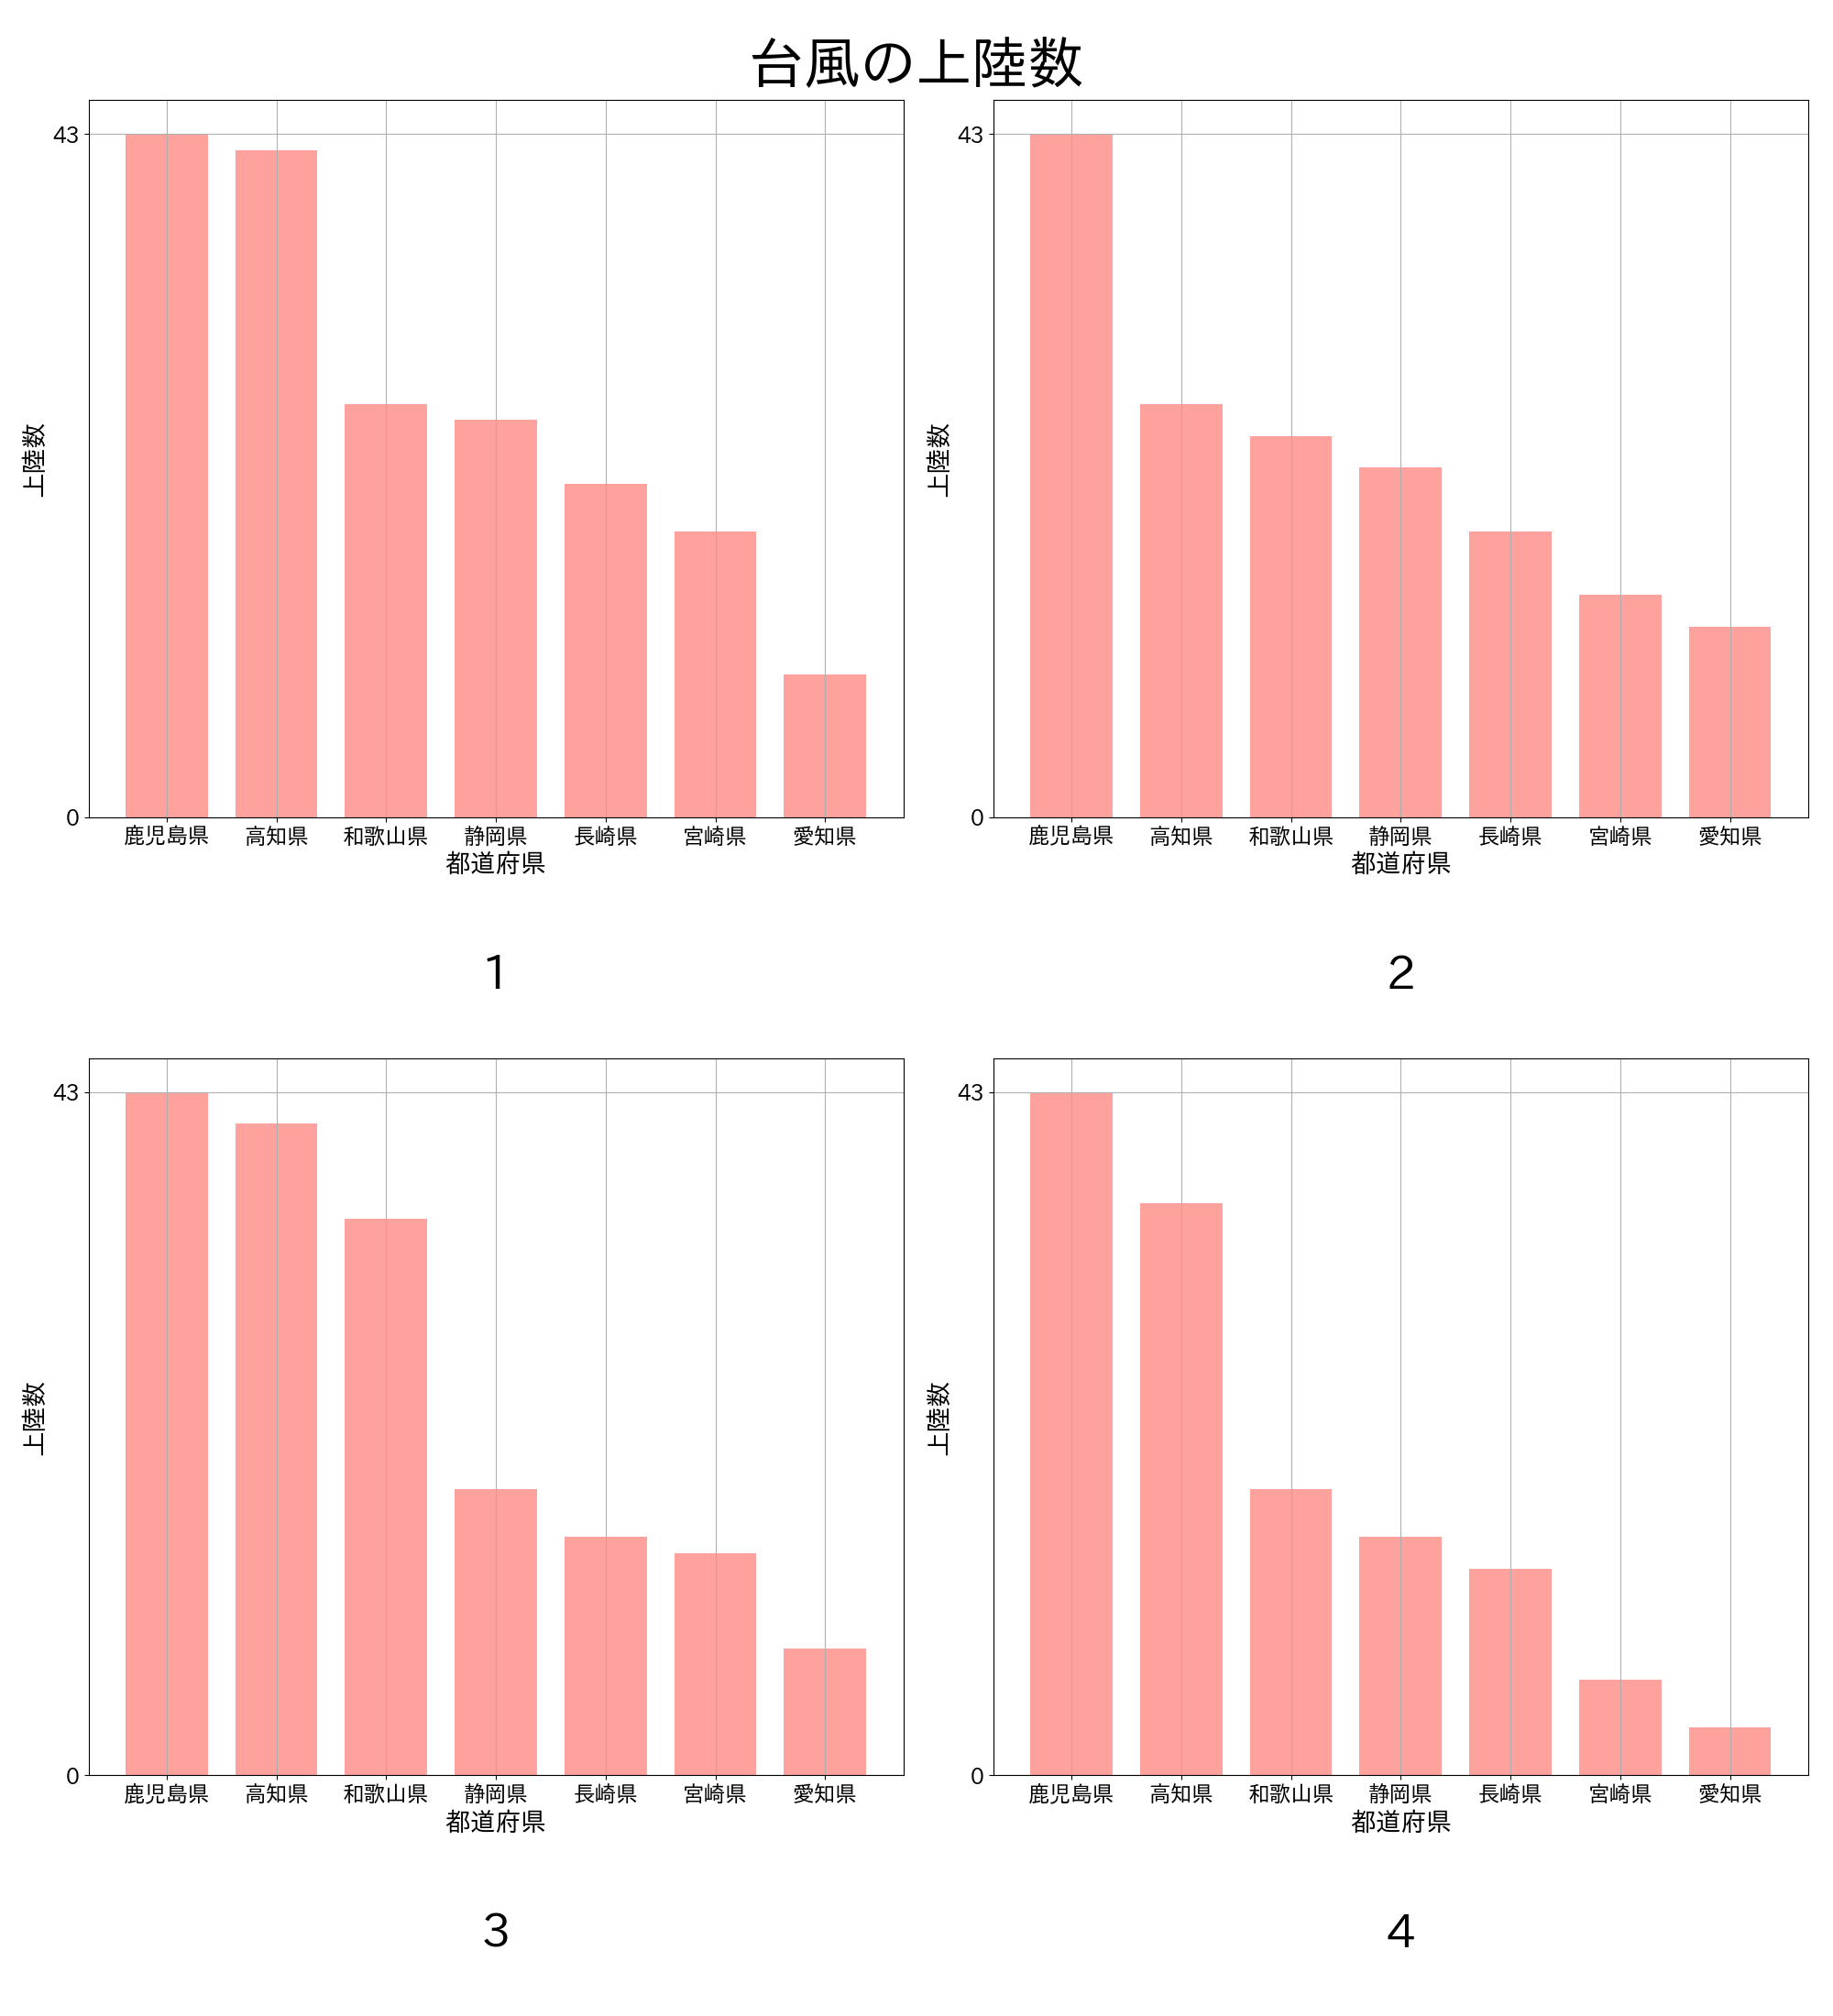 台風の上陸数
43
0
上陸数
鹿児島県 高知県 和歌山県 静岡県 長崎県 宮崎県 愛知県
都道府県
1
43
0
上陸数
鹿児島県 高知県 和歌山県 静岡県 長崎県 宮崎県 愛知県
都道府県
2
43
0
上陸数
鹿児島県 高知県 和歌山県 静岡県 長崎県 宮崎県 愛知県
都道府県
3
43
0
上陸数
鹿児島県 高知県 和歌山県 静岡県 長崎県 宮崎県 愛知県
都道府県
4